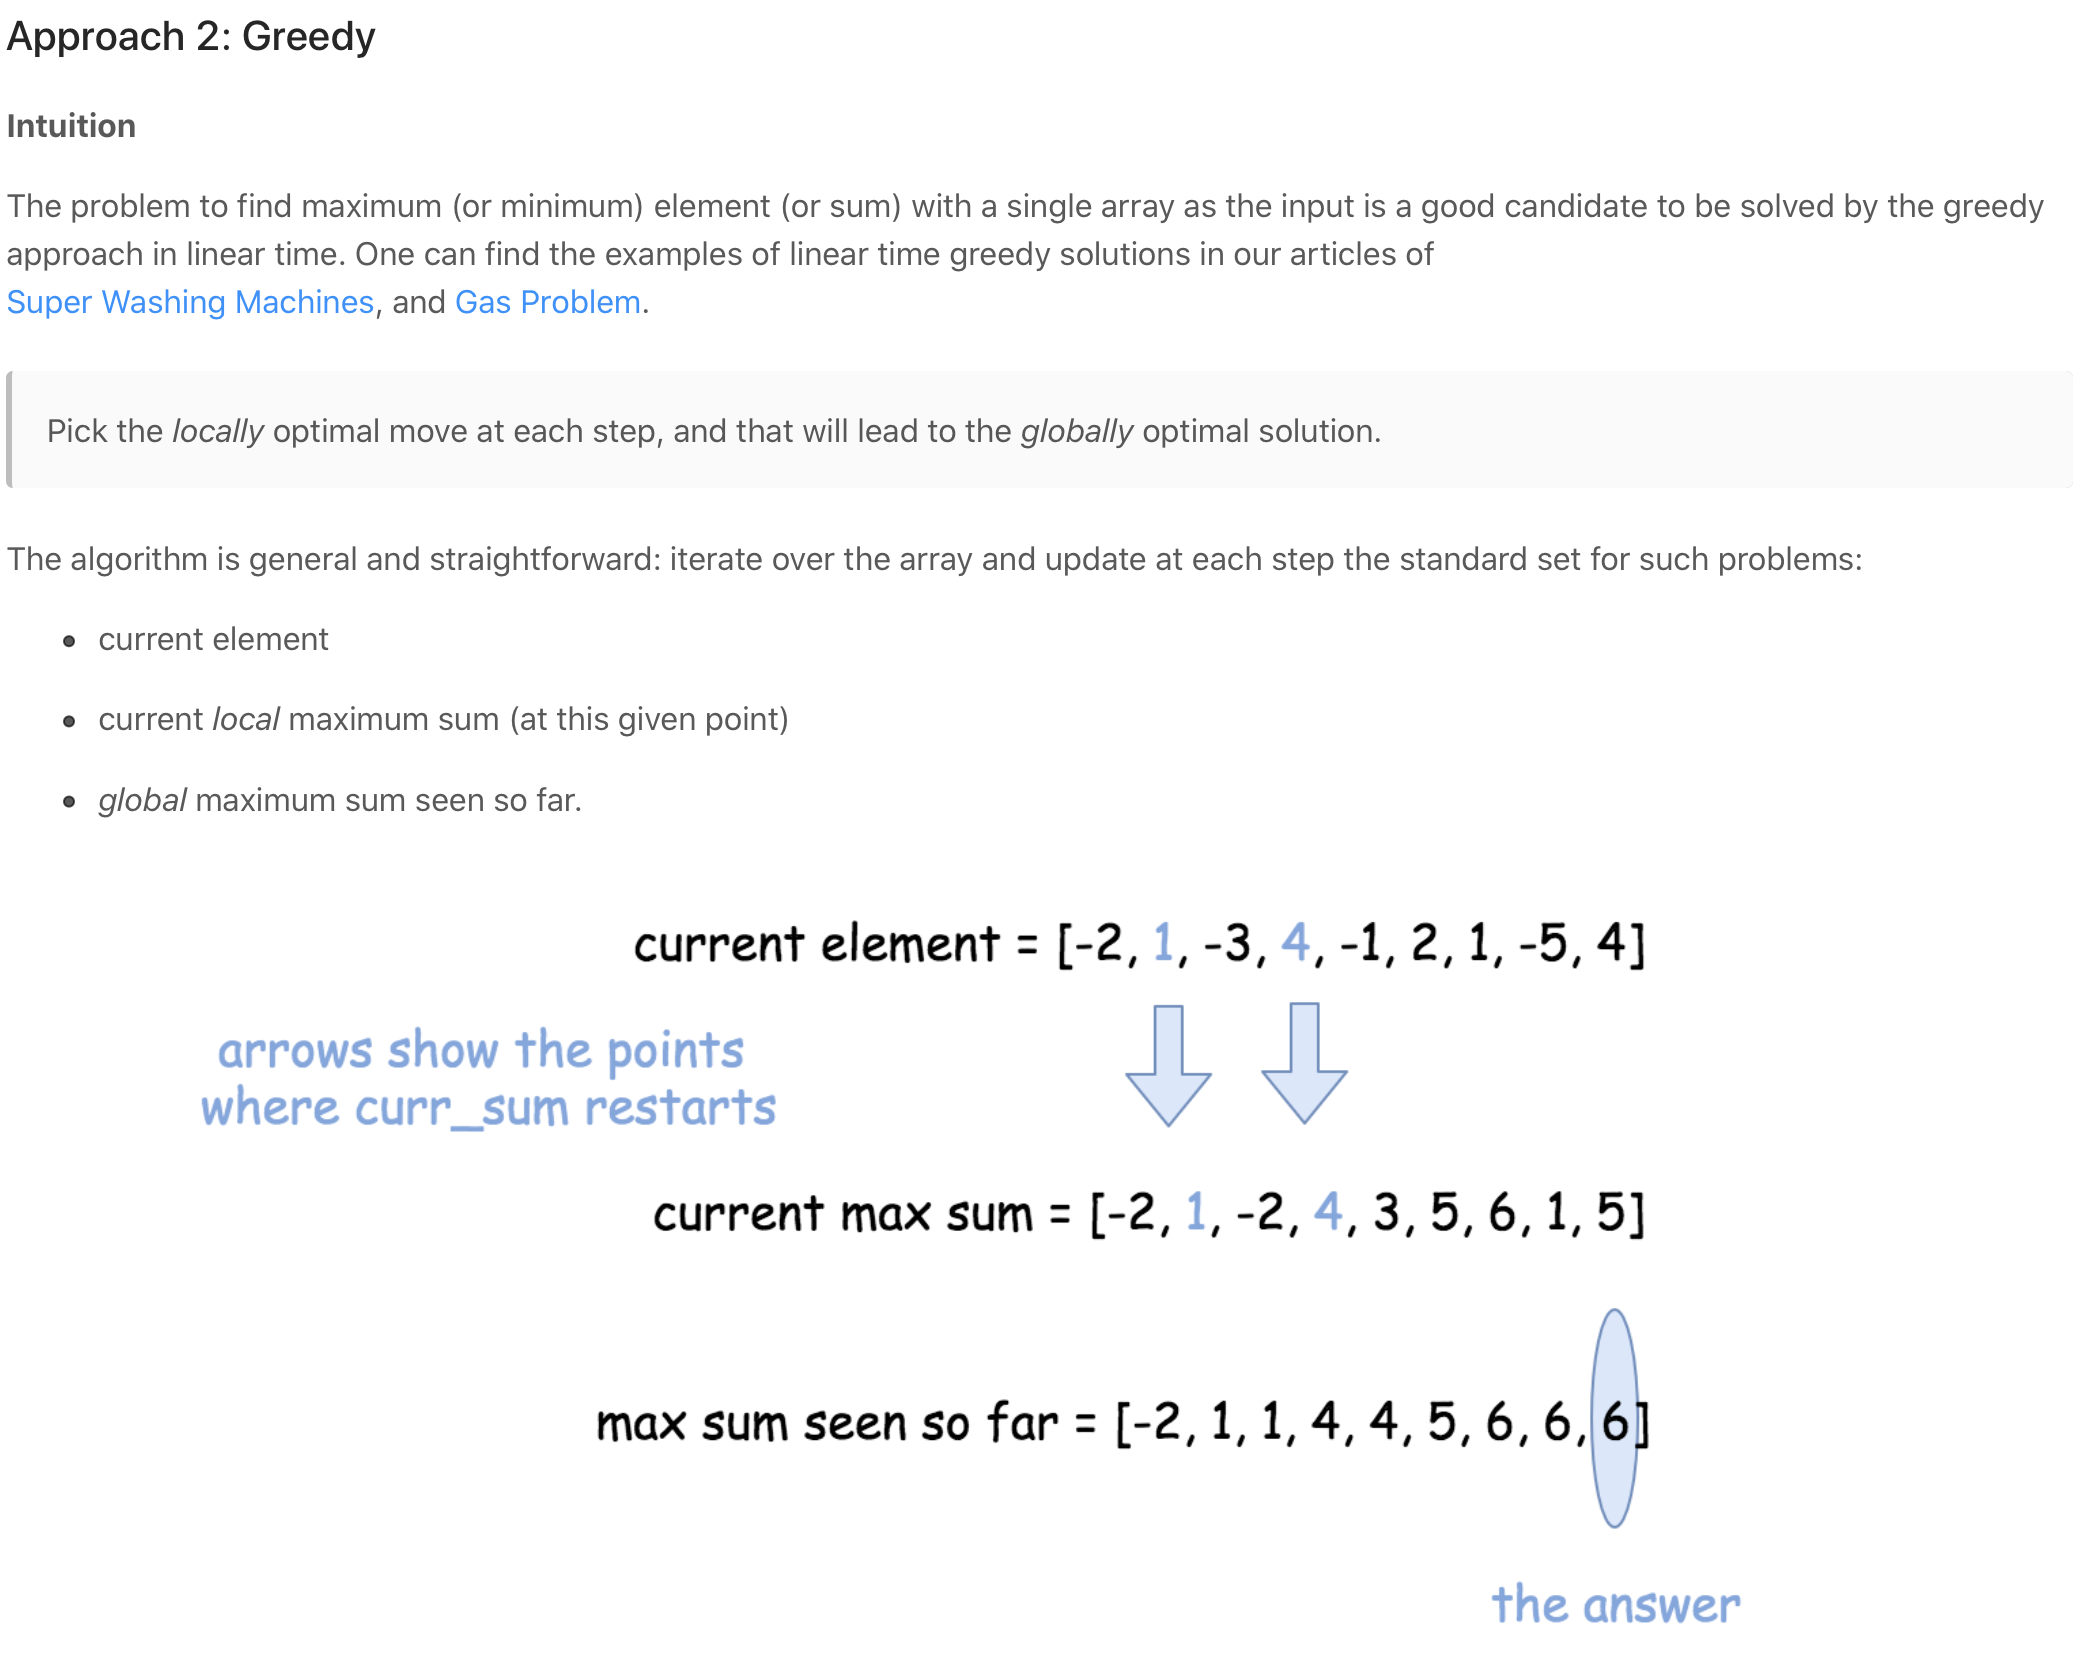 Approach 2: Greedy
Intuition
The problem to find maximum (or minimum) element (or sum) with a single array as the input is a good candidate to be solved by the greedy
approach in linear time. One can find the examples of linear time greedy solutions in our articles of
Super Washing Machines, and Gas Problem.
Pick the locally optimal move at each step, and that will lead to the globally optimal solution.
The algorithm is general and straightforward: iterate over the array and update at each step the standard set for such problems:
• current element
• current local maximum sum (at this given point)
• global maximum sum seen so far.
current element = [-2, 1, -3, 4, -1, 2, 1, -5, 4]
arrows show the points
where curr_sum restarts
current max sum = [-2, 1, -2, 4, 3, 5, 6, 1, 5]
max sum seen so far = [-2, 1, 1, 4, 4, 5, 6, 6, 6]
the answer